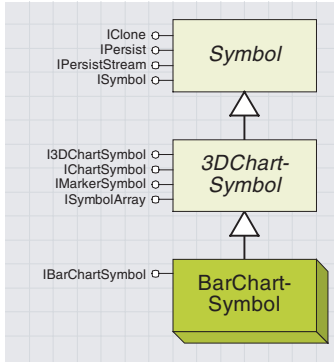 IClone
IPersist
IPersistStream
ISymbol
Symbol
I3DChartSymbol
IChartSymbol
IMarkerSymbol
ISymbolArray
3DChart-
Symbol
IBarChartSymbol
BarChart-
Symbol